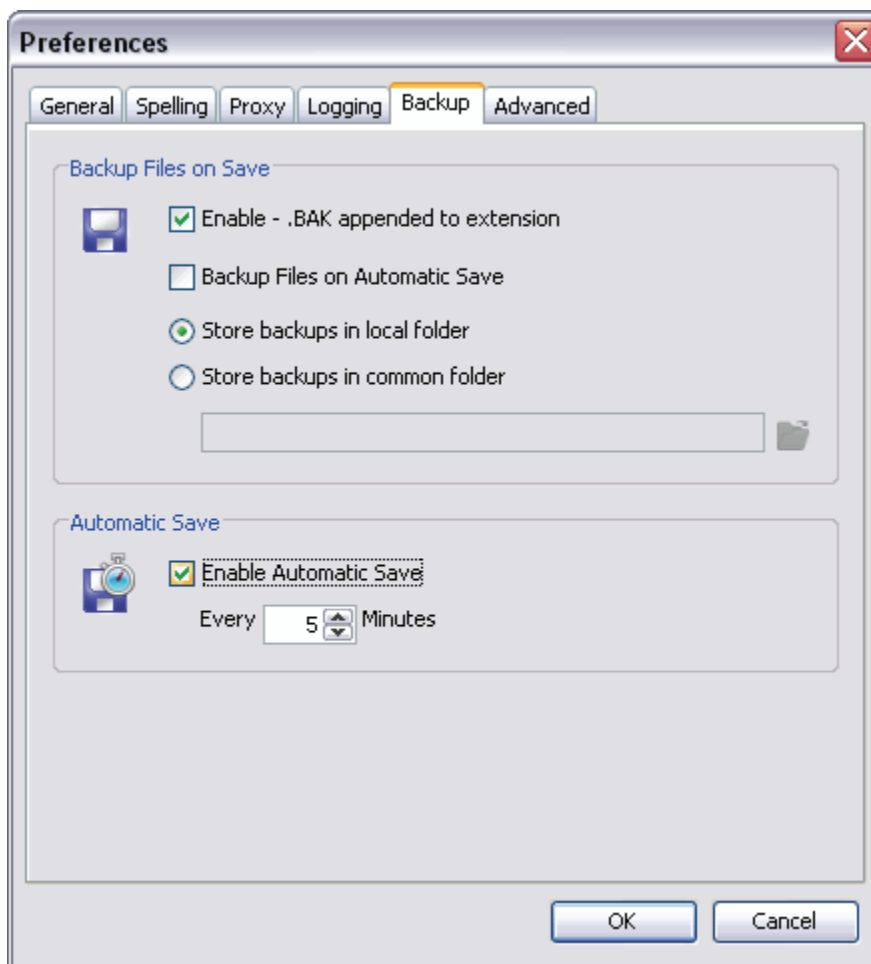 Preferences
General Spelling Proxy Logging Backup Advanced
Backup Files on Save
Enable - .BAK appended to extension
Backup Files on Automatic Save
Store backups in local folder
Store backups in common folder
Automatic Save
Enable Automatic Save
Every 5 Minutes
OK Cancel